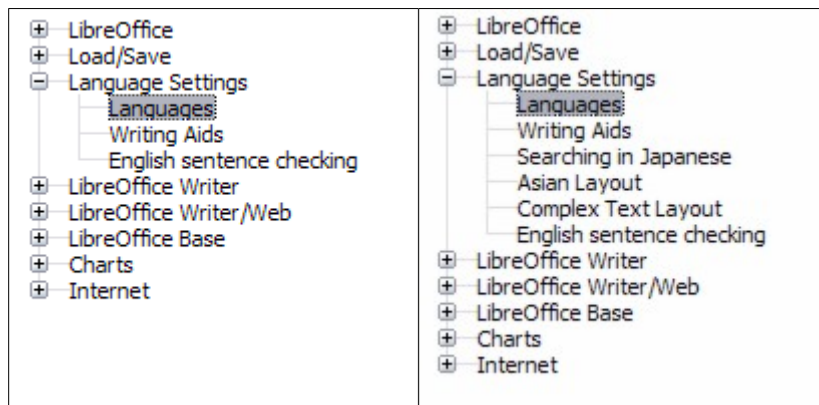 LibreOffice
Load/Save
Language Settings
Languages
Writing Aids
English sentence checking
LibreOffice Writer
LibreOffice Writer/Web
LibreOffice Base
Charts
Internet
LibreOffice
Load/Save
Language Settings
Languages
Writing Aids
Searching in Japanese
Asian Layout
Complex Text Layout
English sentence checking
LibreOffice Writer
LibreOffice Writer/Web
LibreOffice Base
Charts
Internet